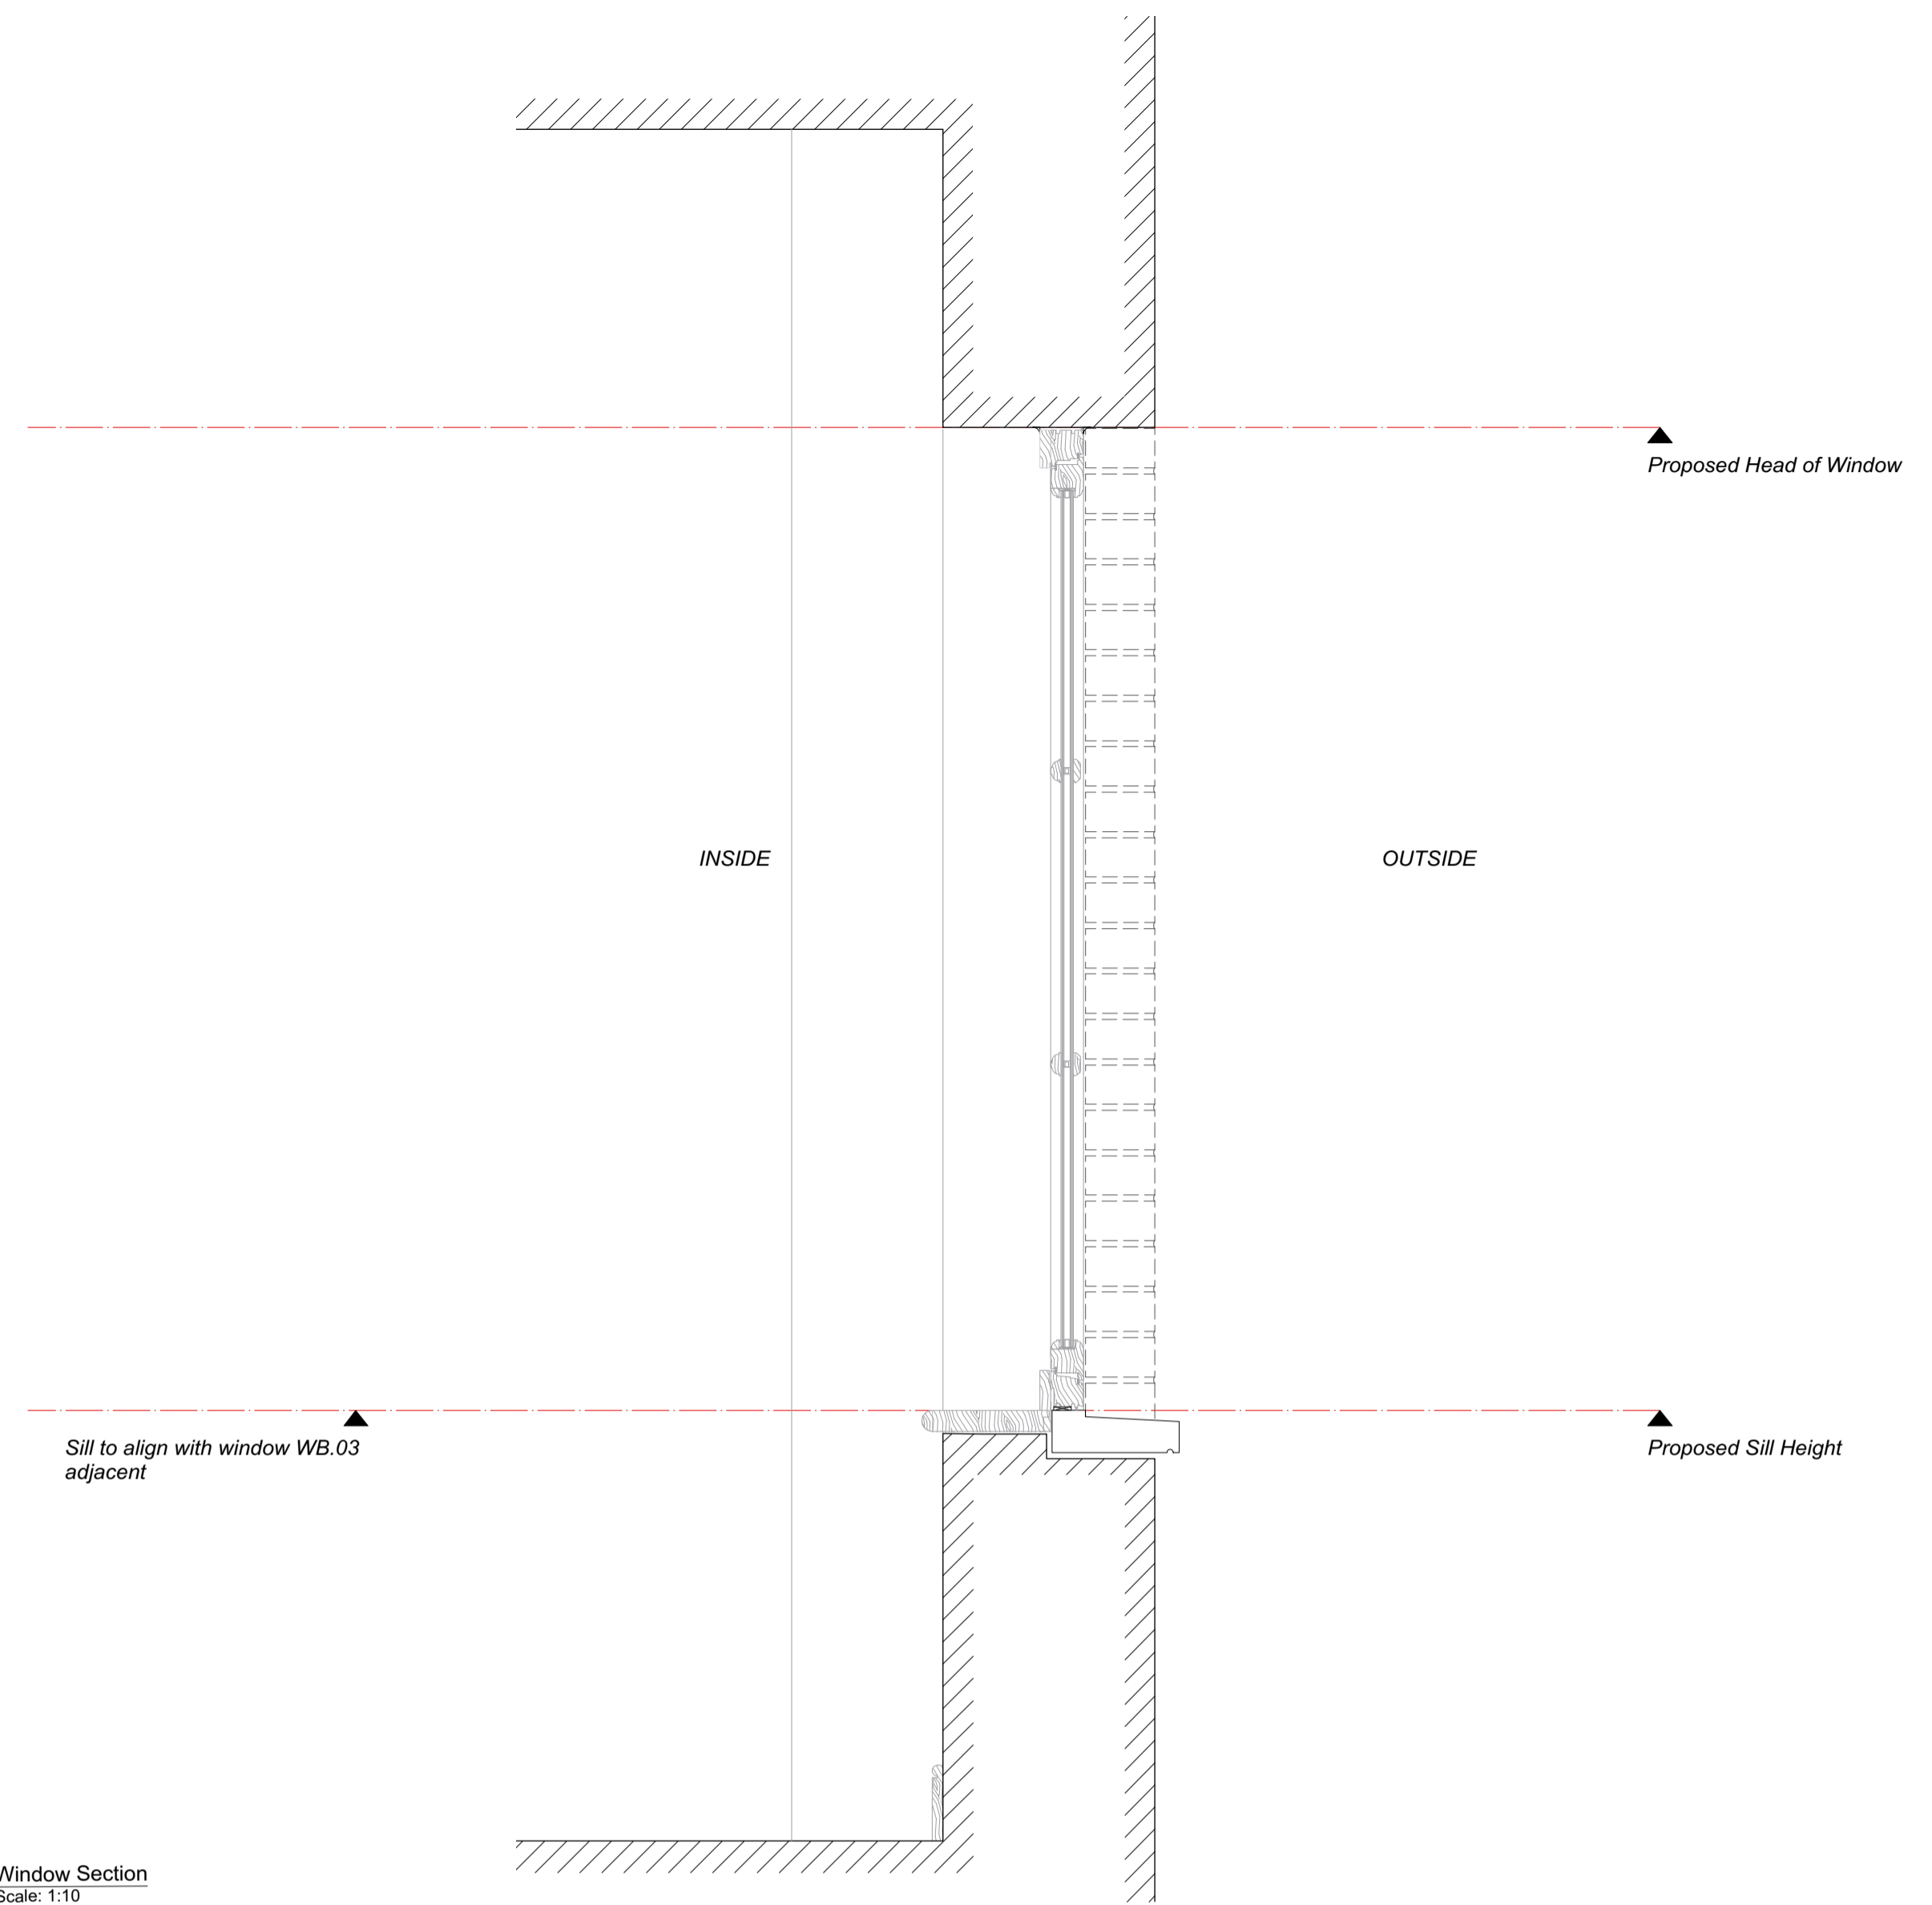 Proposed Head of Window
INSIDE
OUTSIDE
Sill to align with window WB.03
adjacent
Proposed Sill Height
Window Section
Scale: 1:10